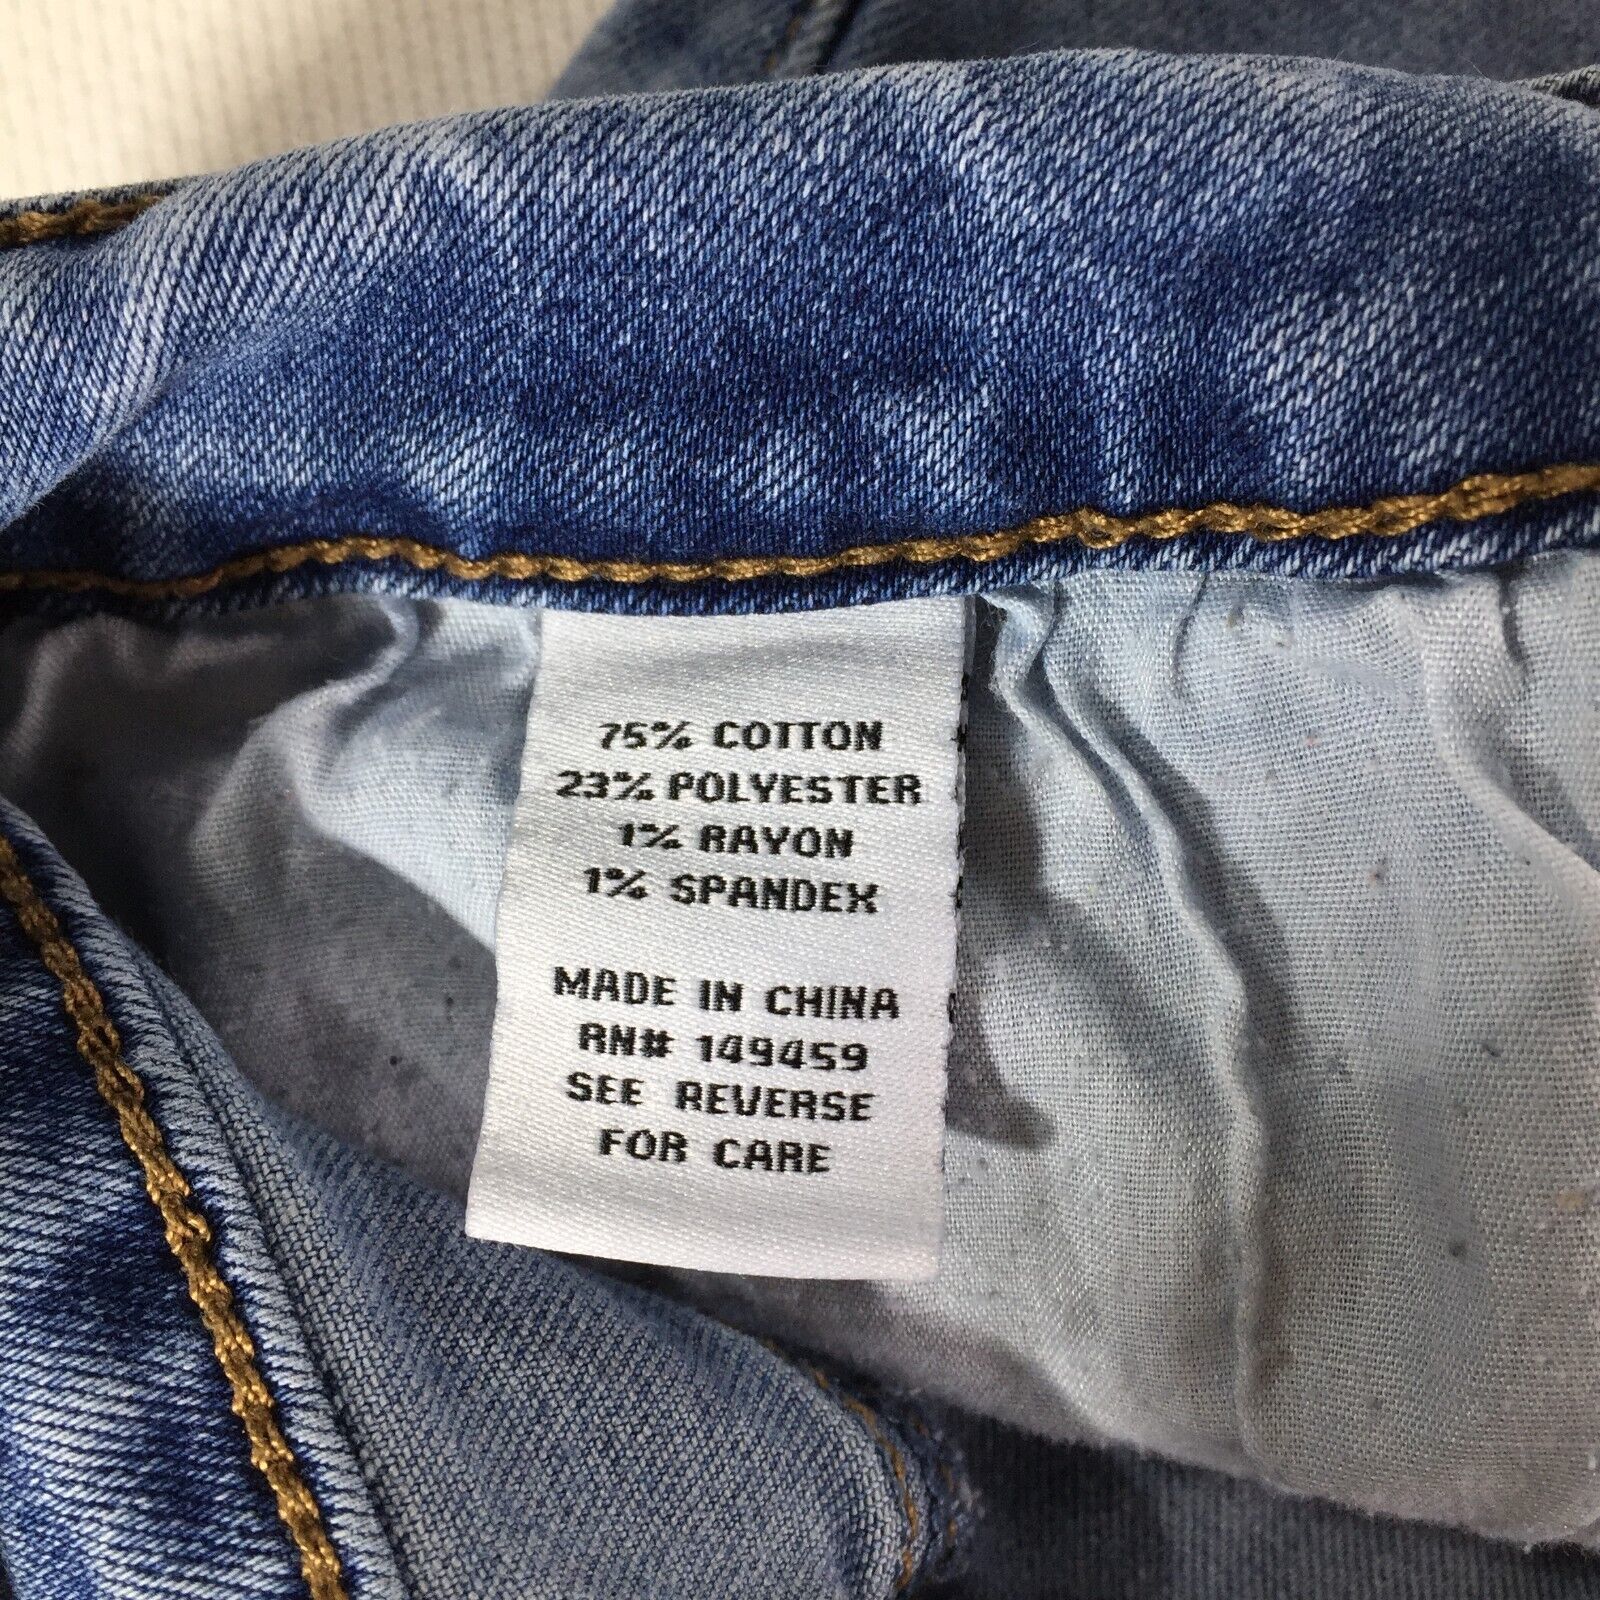 75% COTTON
23% POLYESTER
1% RAYON
1% SPANDEX
MADE IN CHINA
RN# 149459
SEE REVERSE
FOR CARE